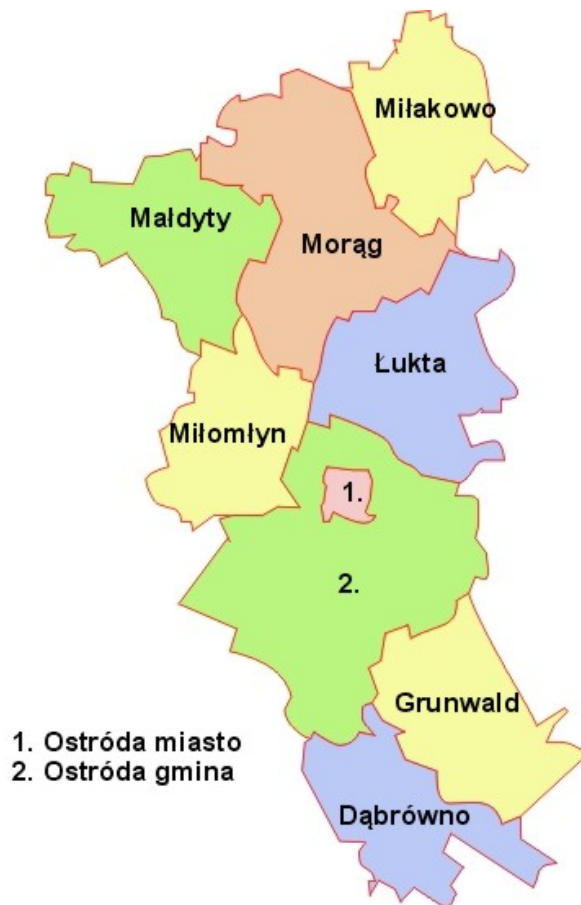 Miłakowo
Małdyty
Morąg
Łukta
Miłomłyn
1.
2.
Grunwald
1. Ostróda miasto
2. Ostróda gmina
Dąbrówno